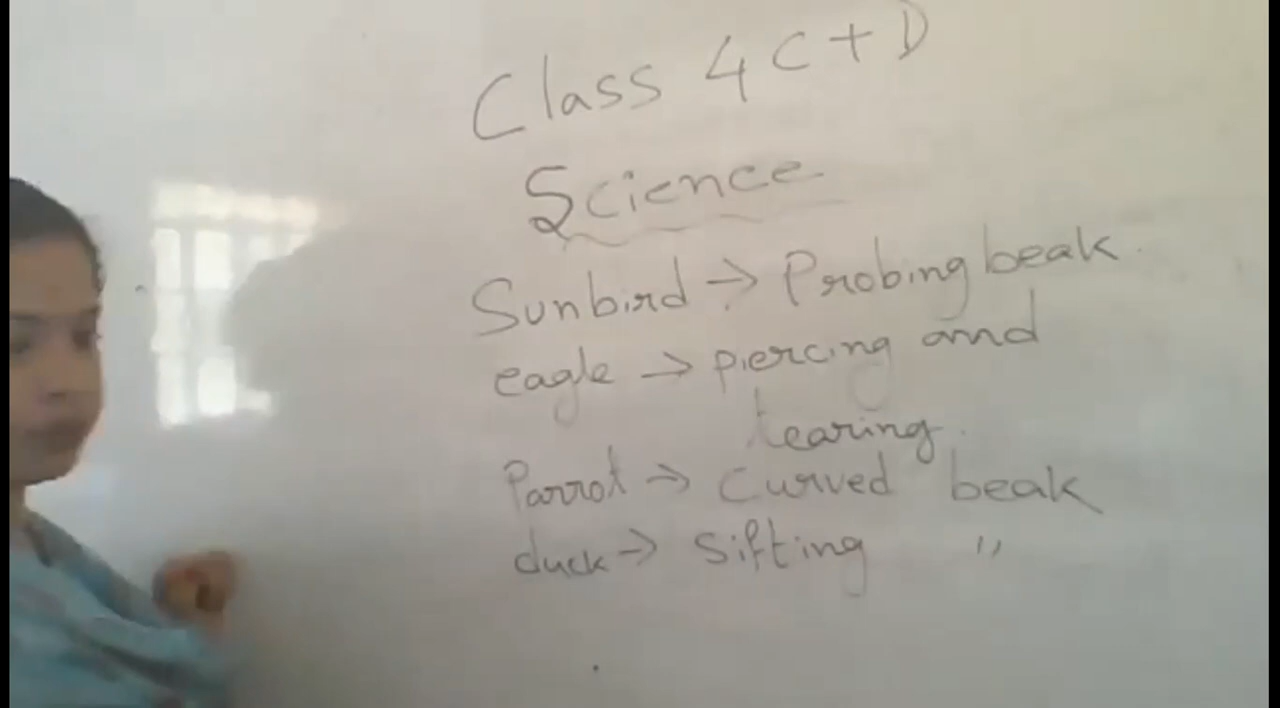 Class 4 C + D
Science
Sunbird → Probing beak.
eagle → piercing and
tearing.
Parrot → Curved beak
duck → Sifting "